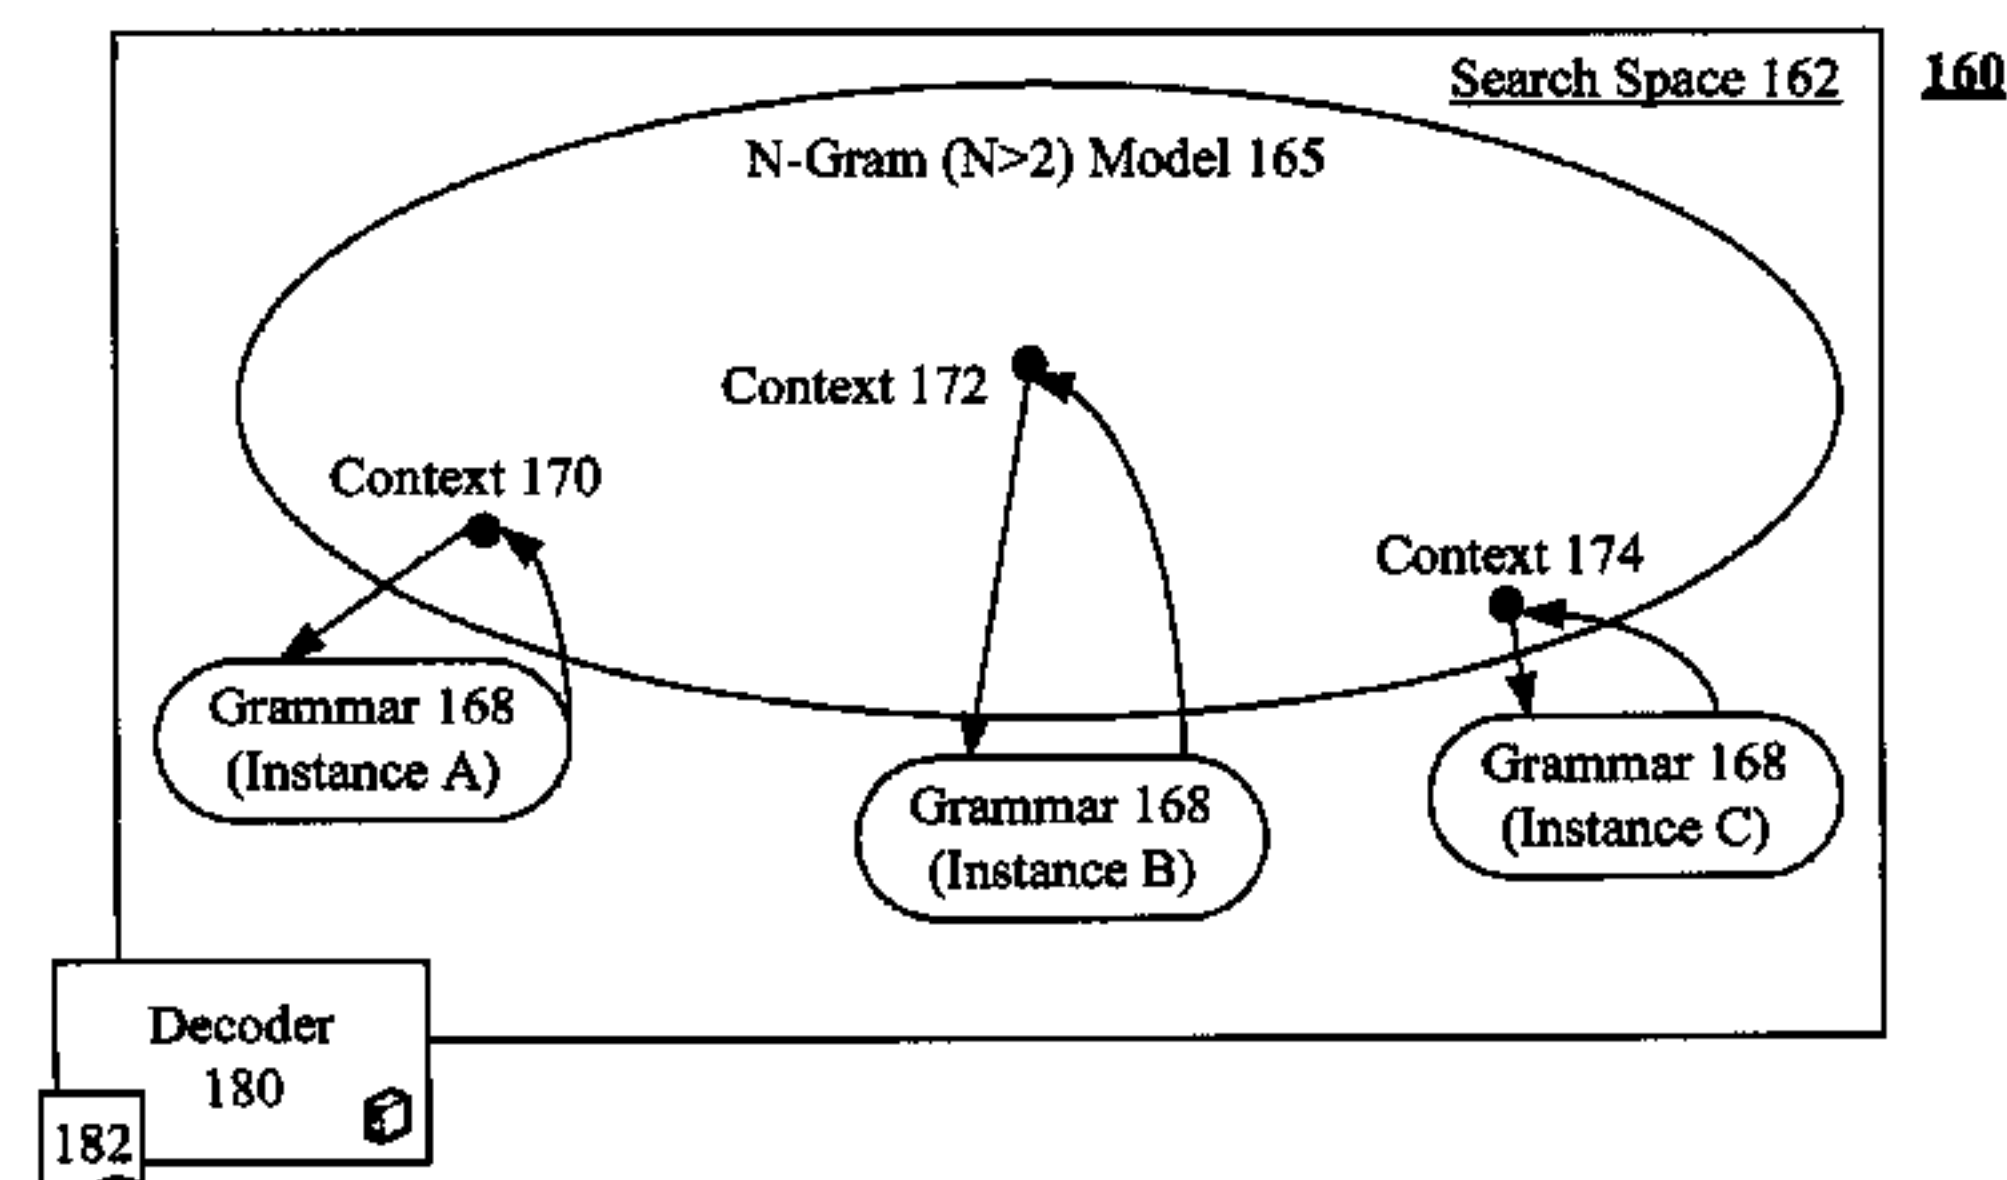 Search Space 162
160
N-Gram (N>2) Model 165
Context 172
Context 170
Context 174
Grammar 168
(Instance A)
Grammar 168
(Instance B)
Grammar 168
(Instance C)
Decoder
180
182